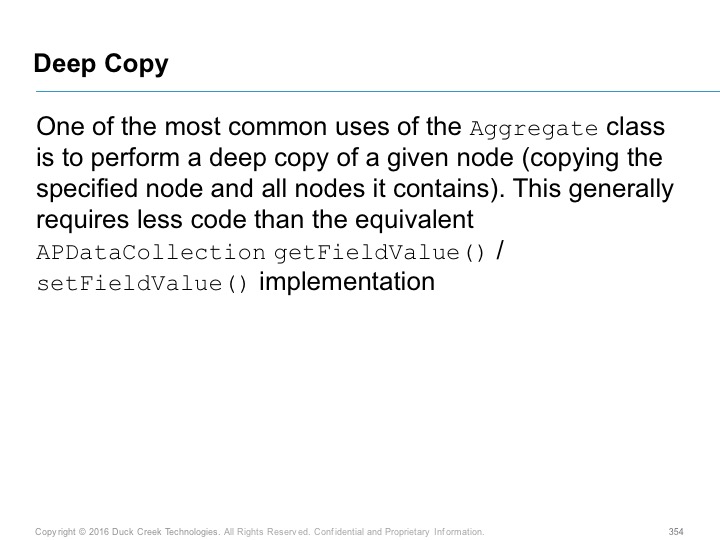 Deep Copy
One of the most common uses of the Aggregate class
is to perform a deep copy of a given node (copying the
specified node and all nodes it contains). This generally
requires less code than the equivalent
APDataCollection getFieldValue() /
setFieldValue() implementation
Copyright © 2016 Duck Creek Technologies. All Rights Reserved. Confidential and Proprietary Information.
354